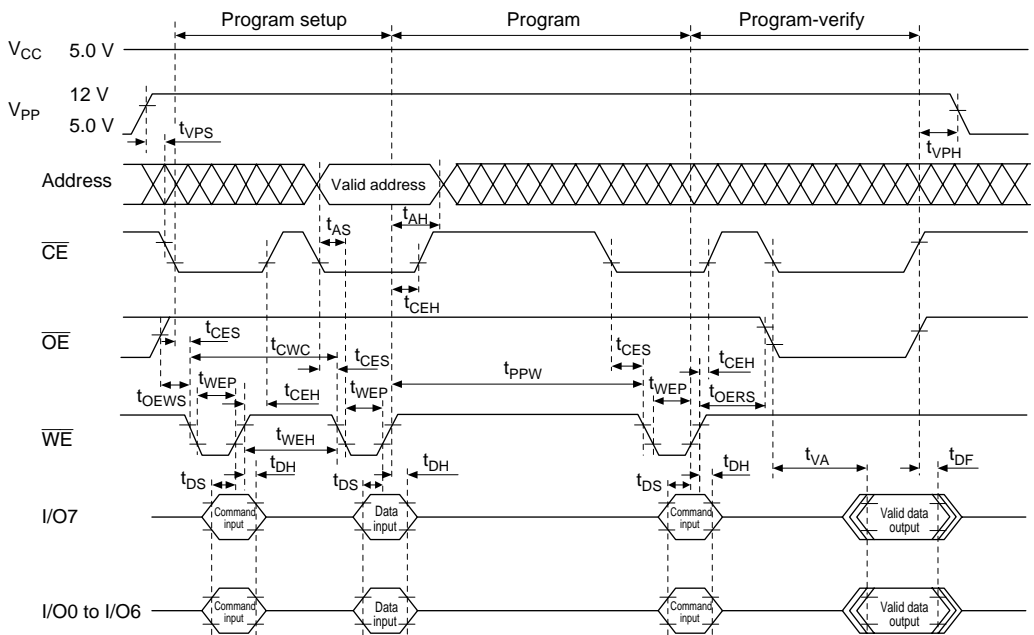 Program setup Program Program-verify
VCC 5.0 V
VPP 12 V
5.0 V
tVPS
tVPH
Address Valid address
tAH
tAS
CE
tCEH
OE
tCES
tCWC
tCES
tCES
tCEH
tWEP
tPPW
tOEWS
tCEH
tWEP
tWEP
tOERS
WE
tWEH
tVA
tDS
tDH
tDS
tDH
tDS
tDH
tDF
I/O7 Command input Data input Command input Valid data output
I/O0 to I/O6 Command input Data input Command input Valid data output